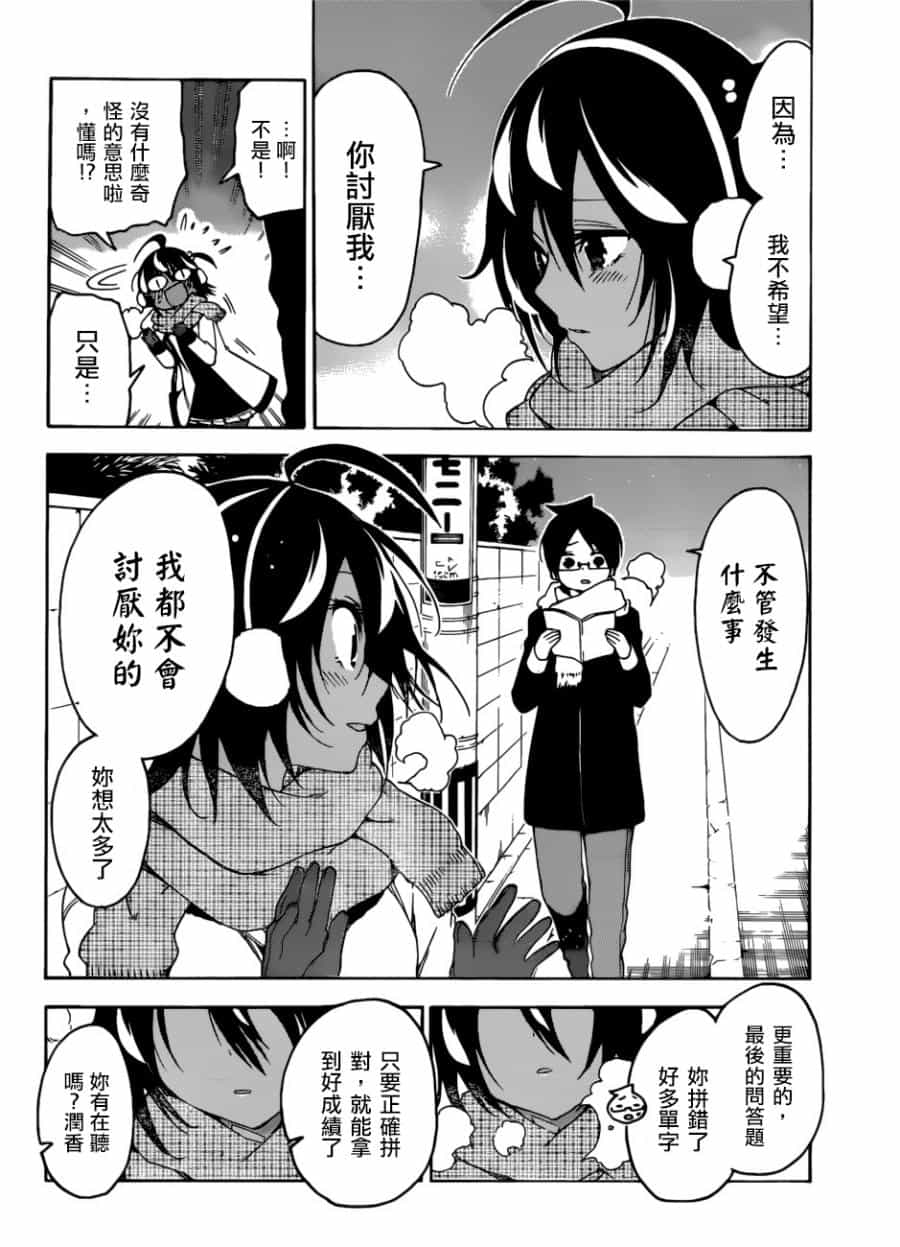 因為…
我不希望…
你討厭我…
…啊！
不是！
沒有什麼奇
怪的意思啦
，懂嗎!?
只是…
不管發生
什麼事
我都不會
討厭妳的
妳想太多了
モニー
更重要的，
最後的問答題
妳拼錯了
好多單字
只要正確拼
對，就能拿
到好成績了
妳有在聽
嗎？潤香